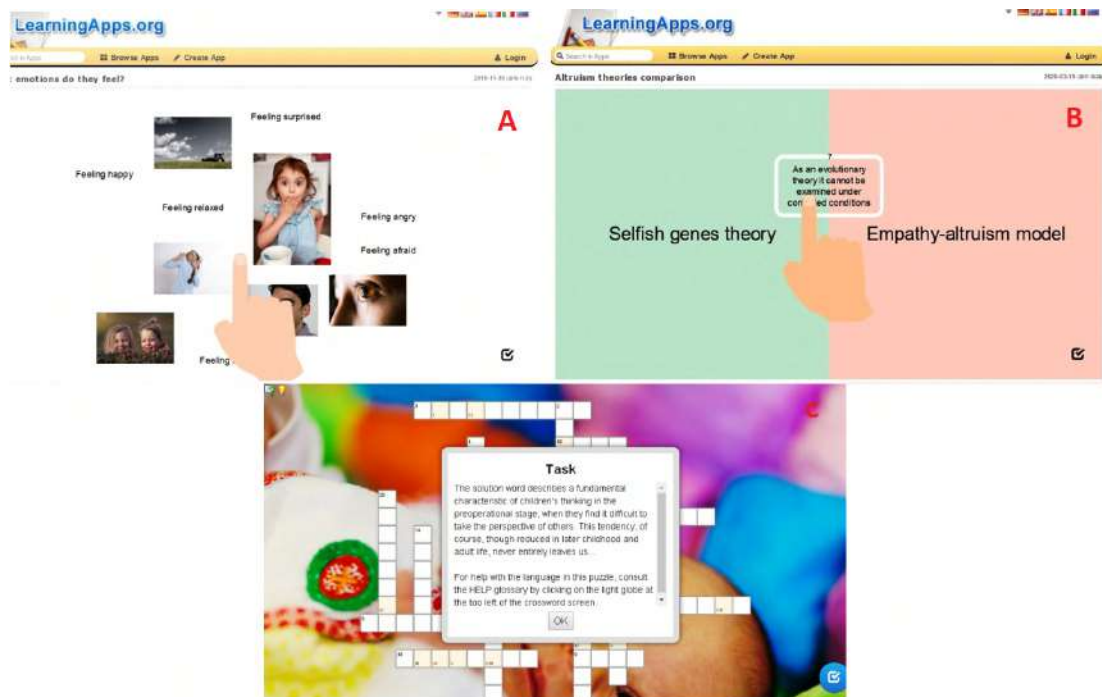 LearningApps.org
Browse Apps Create App Login
emotions do they feel?
A
Feeling surprised
Feeling happy
Feeling relaxed
Feeling angry
Feeling afraid
Feeling
LearningApps.org
Browse Apps Create App Login
Altruism theories comparison
B
7
As an evolutionary
theory it cannot be
examined under
conditions
Selfish genes theory
Empathy-altruism model
C
Task
The solution word describes a fundamental
characteristic of children's thinking in the
preoperational stage, when they find it difficult to
take the perspective of others. This tendency, of
course, though reduced in later childhood and
adult life, never entirely leaves us...
For help with the language in this puzzle, consult
the HELP glossary by clicking on the light globe at
the top left of the crossword screen.
OK